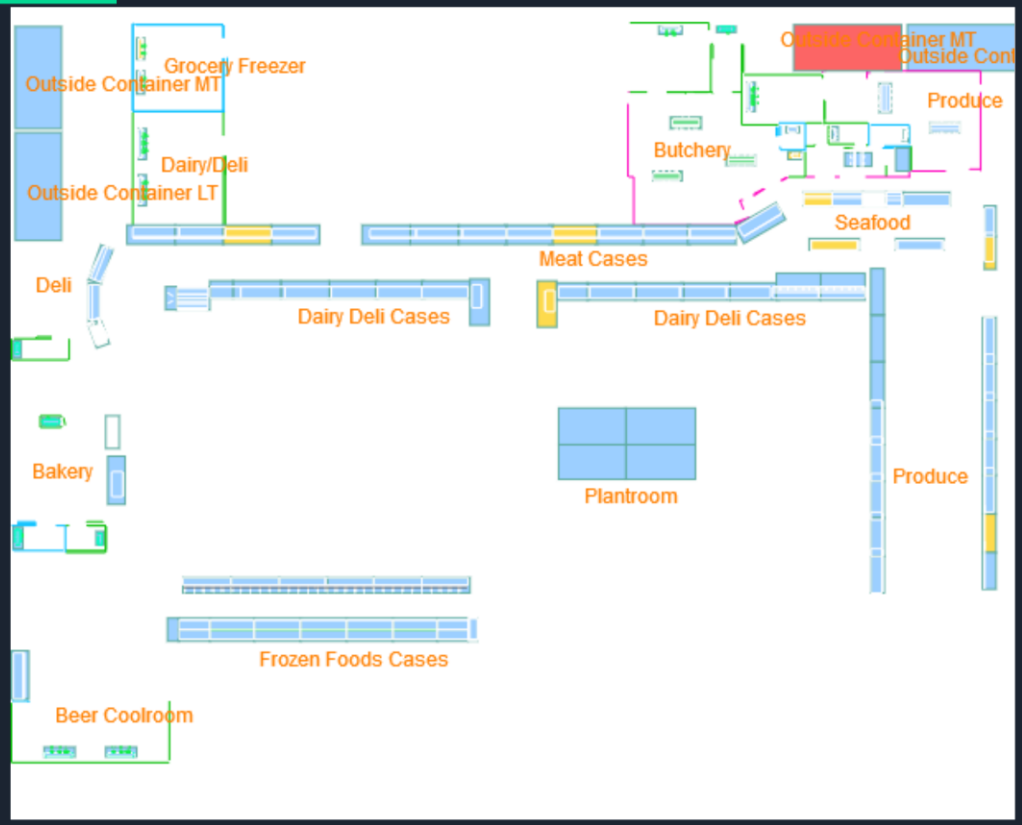 Outside Container MT
Outside Cont
Grocery Freezer
Outside Container MT
Produce
Butchery
Dairy/Deli
Outside Container LT
Seafood
Meat Cases
Deli
Dairy Deli Cases
Dairy Deli Cases
Bakery
Produce
Plantroom
Frozen Foods Cases
Beer Coolroom